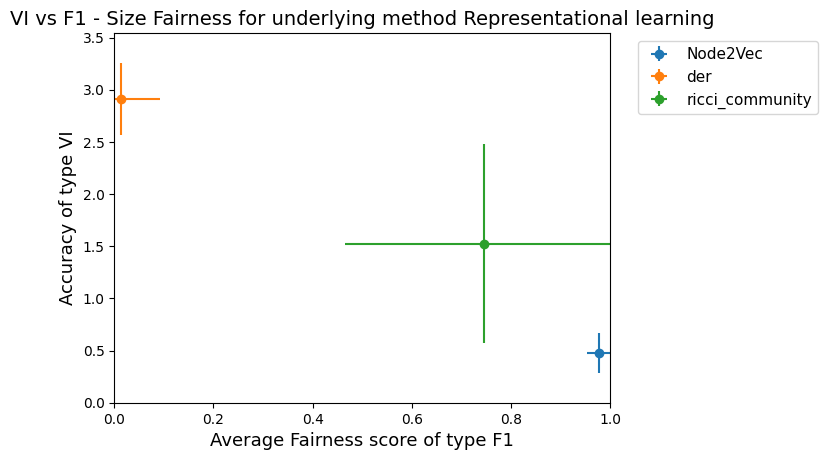 VI vs F1 - Size Fairness for underlying method Representational learning
Node2Vec
der
ricci_community
Accuracy of type VI
3.5
3.0
2.5
2.0
1.5
1.0
0.5
0.0
0.0 0.2 0.4 0.6 0.8 1.0
Average Fairness score of type F1